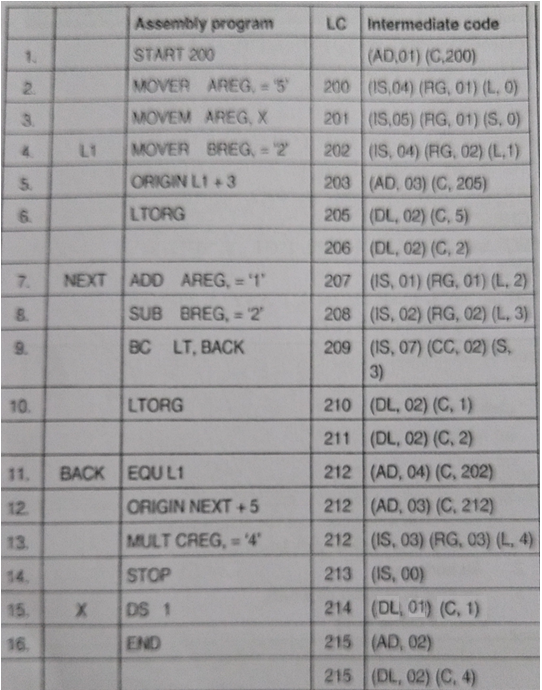 Assembly program LC Intermediate code
1. START 200 (AD,01) (C,200)
2. MOVER AREG, = '5' 200 (IS,04) (RG, 01) (L, 0)
3. MOVEM AREG, X 201 (IS,05) (RG, 01) (S, 0)
4. L1 MOVER BREG, = '2' 202 (IS, 04) (RG, 02) (L,1)
5. ORIGIN L1 + 3 203 (AD, 03) (C, 205)
6. LTORG 205 (DL, 02) (C, 5)
206 (DL, 02) (C, 2)
7. NEXT ADD AREG, = '1' 207 (IS, 01) (RG, 01) (L, 2)
8. SUB BREG, = '2' 208 (IS, 02) (RG, 02) (L, 3)
9. BC LT, BACK 209 (IS, 07) (CC, 02) (S,
3)
10. LTORG 210 (DL, 02) (C, 1)
211 (DL, 02) (C, 2)
11. BACK EQU L1 212 (AD, 04) (C, 202)
12. ORIGIN NEXT + 5 212 (AD, 03) (C, 212)
13. MULT CREG, = '4' 212 (IS, 03) (RG, 03) (L, 4)
14. STOP 213 (IS, 00)
15. X DS 1 214 (DL, 01) (C, 1)
16. END 215 (AD, 02)
215 (DL, 02) (C, 4)